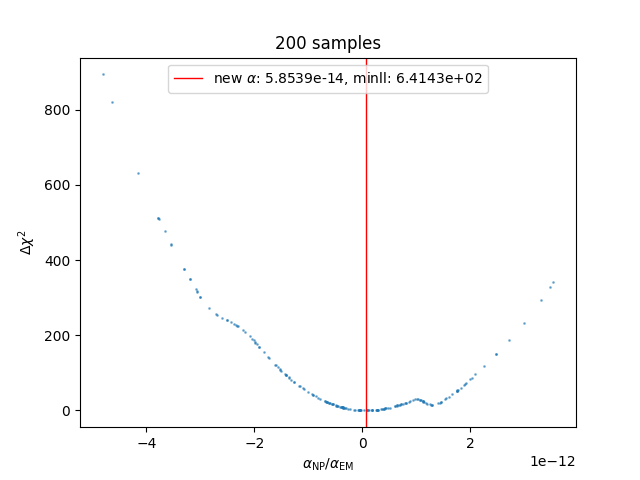 200 samples
new α: 5.8539e-14, minll: 6.4143e+02
Δχ²
800
600
400
200
0
−4
−2
0
2
1e−12
α_NP/α_EM